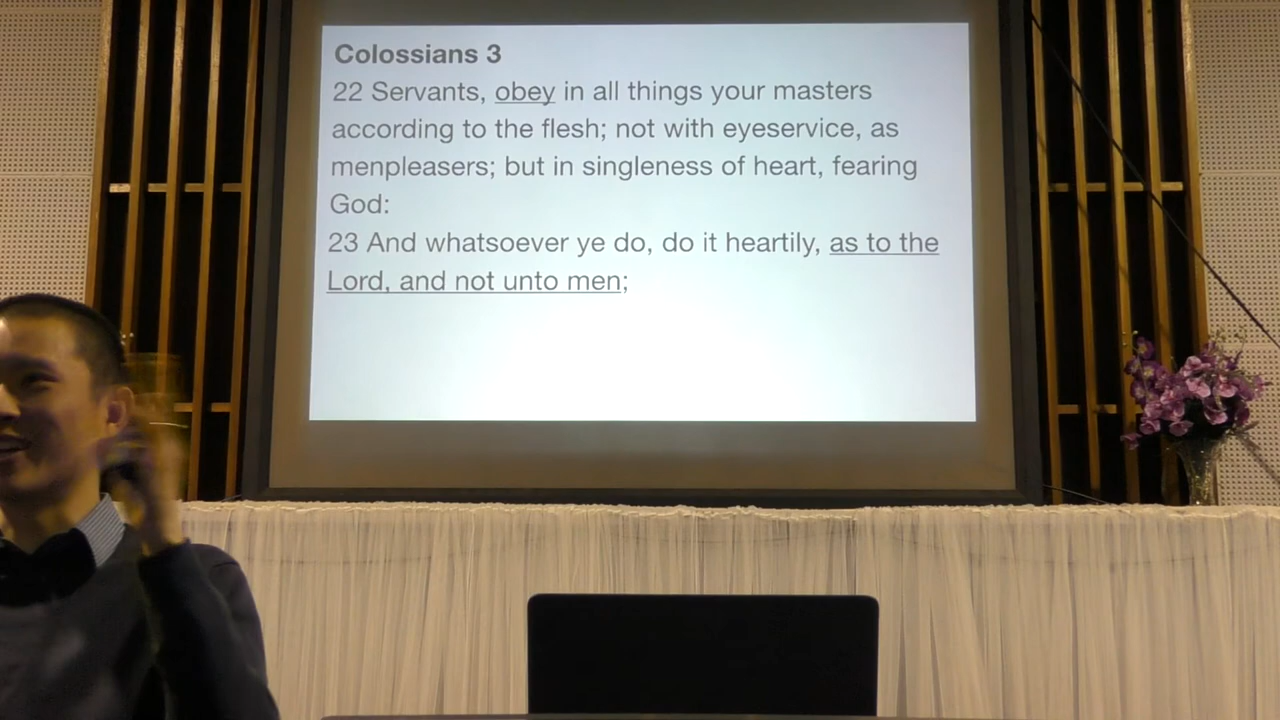 Colossians 3
22 Servants, obey in all things your masters
according to the flesh; not with eyeservice, as
menpleasers; but in singleness of heart, fearing
God:
23 And whatsoever ye do, do it heartily, as to the
Lord, and not unto men;